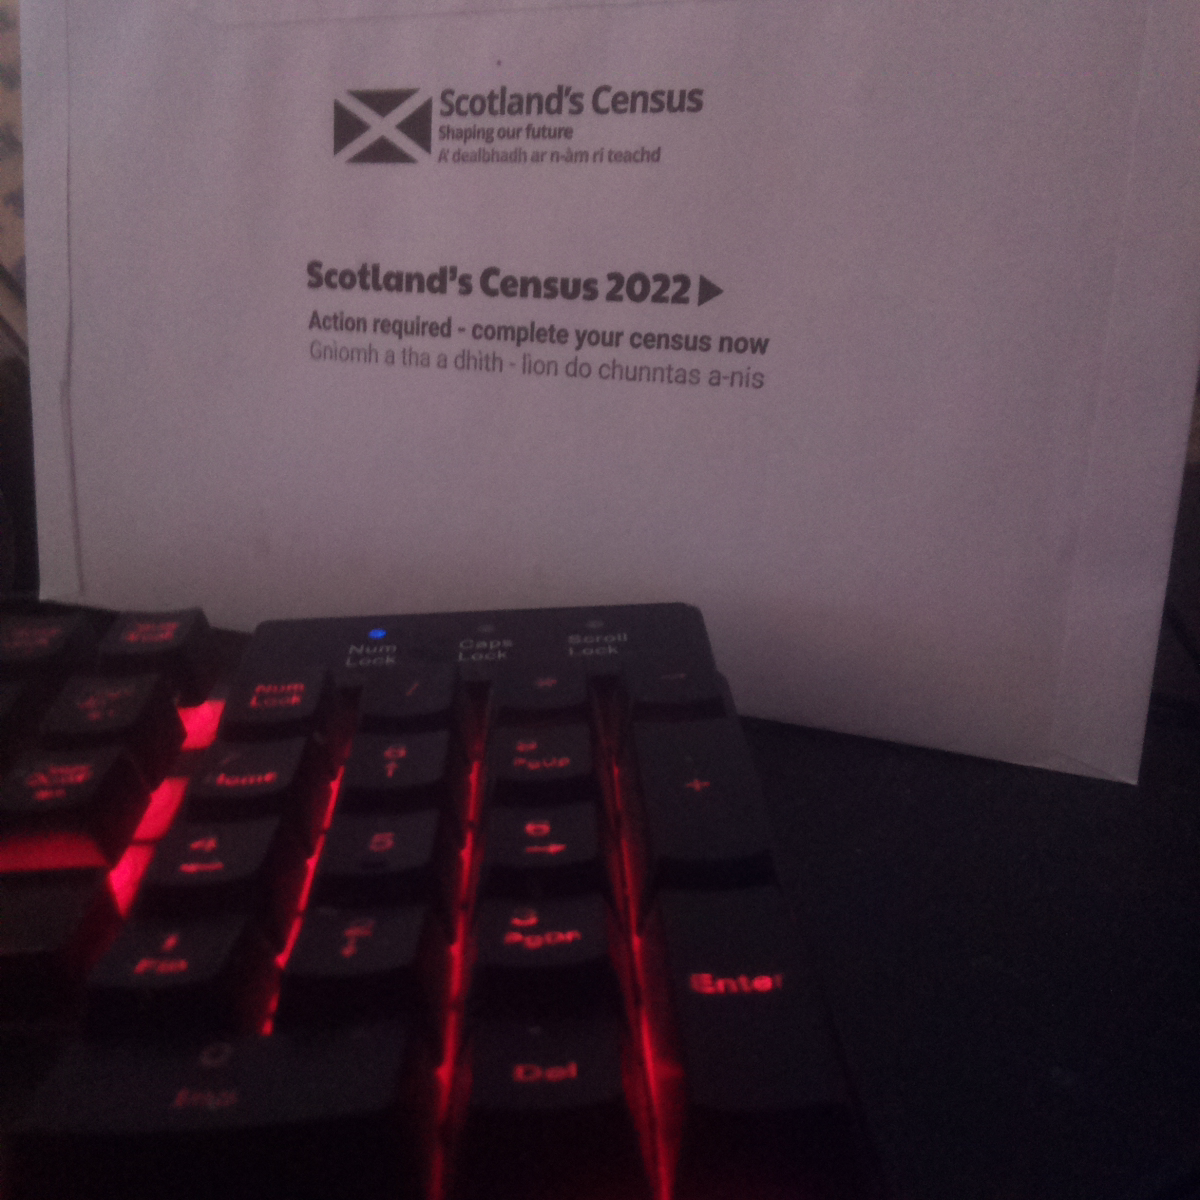 Scotland's Census
Shaping our future
A' dealbhadh ar n-àm ri teachd
Scotland's Census 2022
Action required - complete your census now
Gnìomh a tha a dhìth - lìon do chunntas a-nis
Num Lock
Caps Lock
Scroll Lock
Num Lock
/ * -
Home
PgUp
+
4 5 6
PgDn
Enter
Del